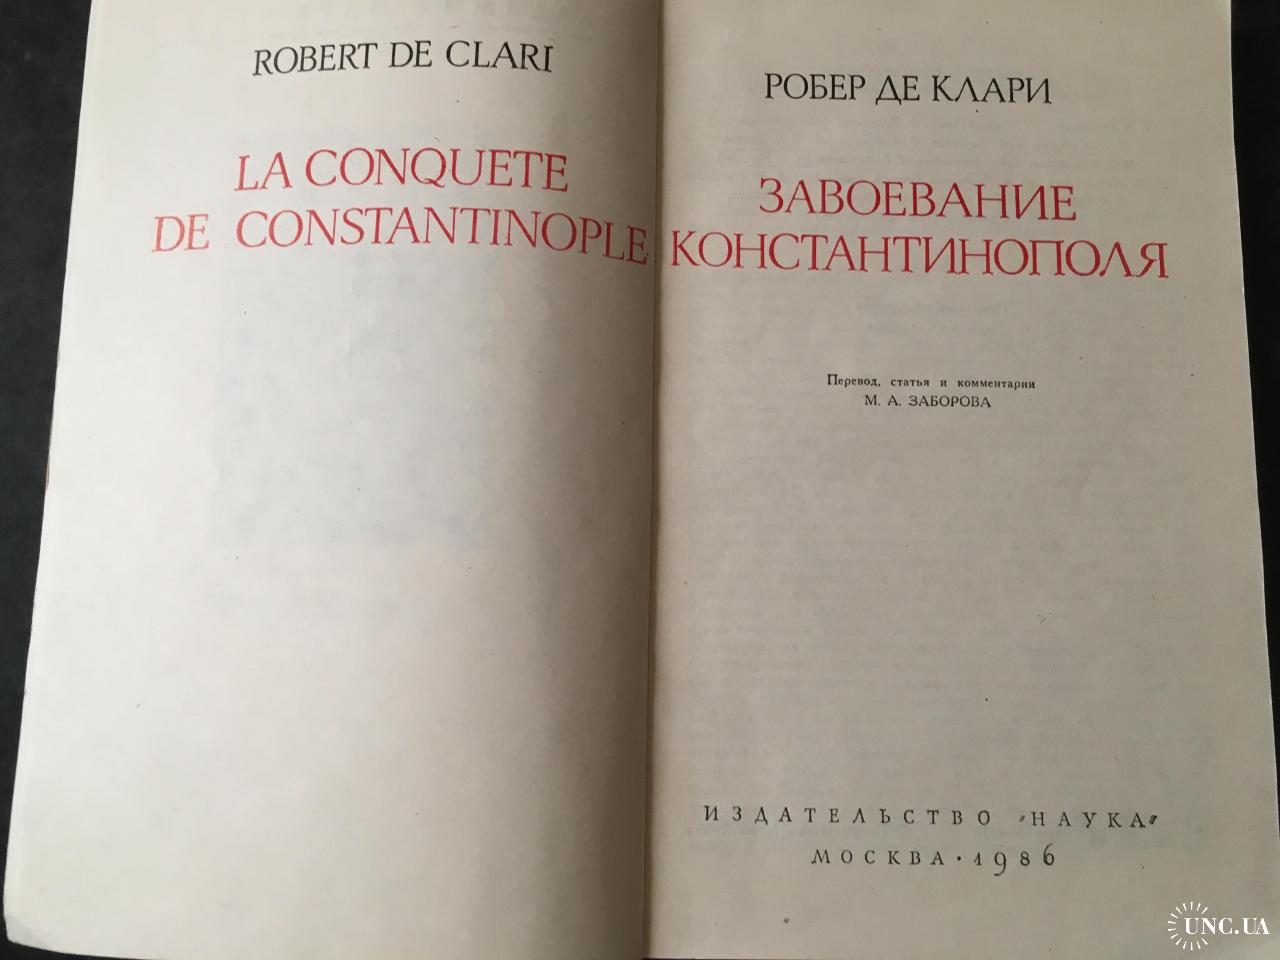 ROBERT DE CLARI
LA CONQUETE
DE CONSTANTINOPLE
РОБЕР ДЕ КЛАРИ
ЗАВОЕВАНИЕ
КОНСТАНТИНОПОЛЯ
Перевод, статья и комментарии
М. А. ЗАБОРОВА
ИЗДАТЕЛЬСТВО "НАУКА"
МОСКВА · 1986
UNC.UA